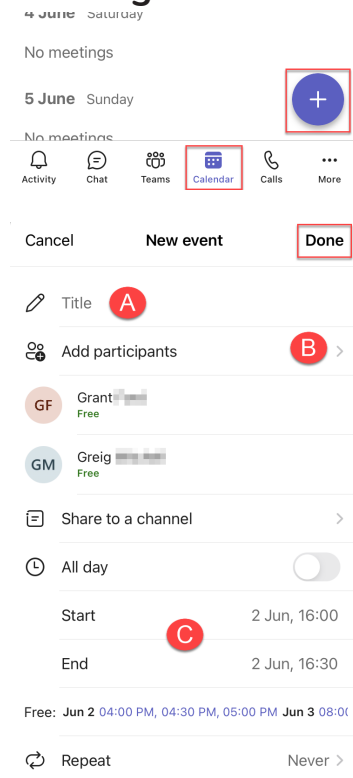 4 June Saturday
No meetings
5 June Sunday
+
No meetings
Activity Chat Teams Calendar Calls More
Cancel New event Done
Title A
Add participants B
GF Grant
Free
GM Greig
Free
Share to a channel
All day
Start 2 Jun, 16:00
C
End 2 Jun, 16:30
Free: Jun 2 04:00 PM, 04:30 PM, 05:00 PM Jun 3 08:00
Repeat Never